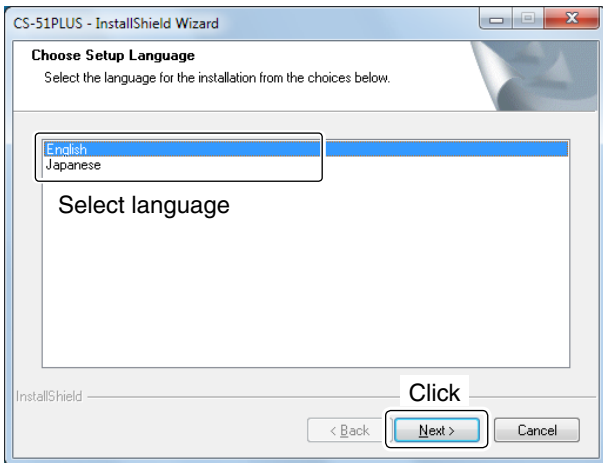 CS-51PLUS - InstallShield Wizard
Choose Setup Language
Select the language for the installation from the choices below.
English
Japanese
Select language
InstallShield
Click
< Back
Next >
Cancel